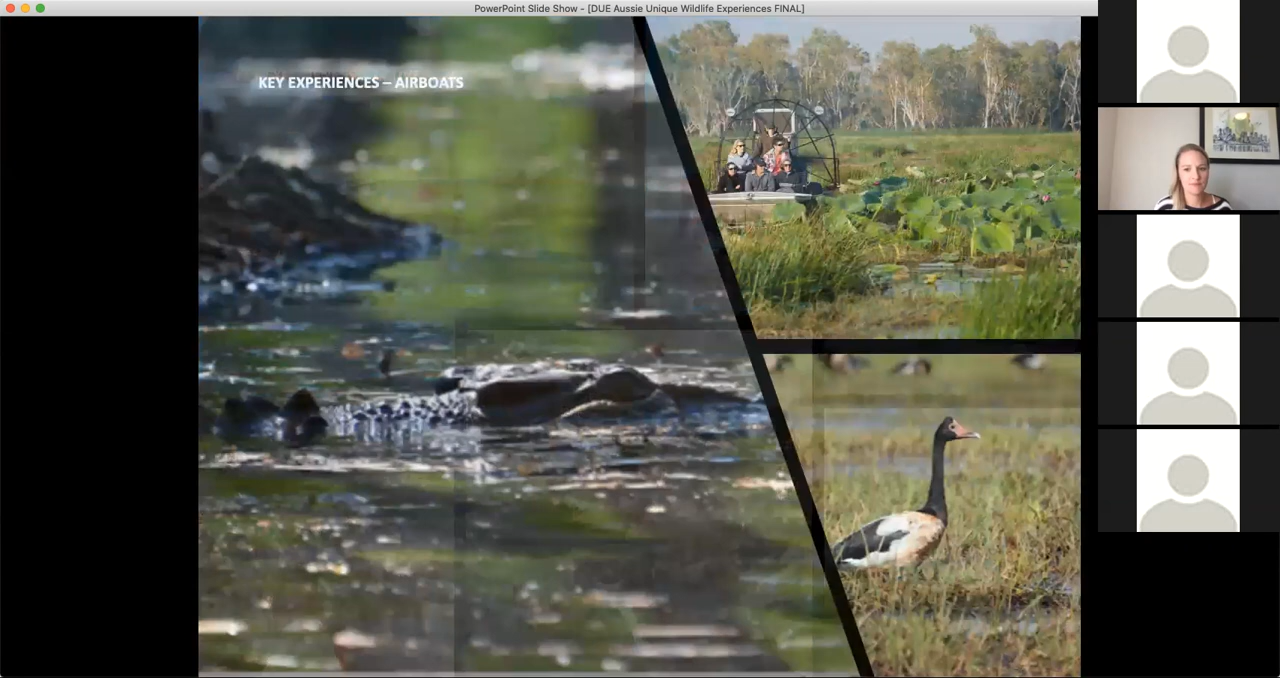 PowerPoint Slide Show - [DUE Aussie Unique Wildlife Experiences FINAL]
KEY EXPERIENCES – AIRBOATS